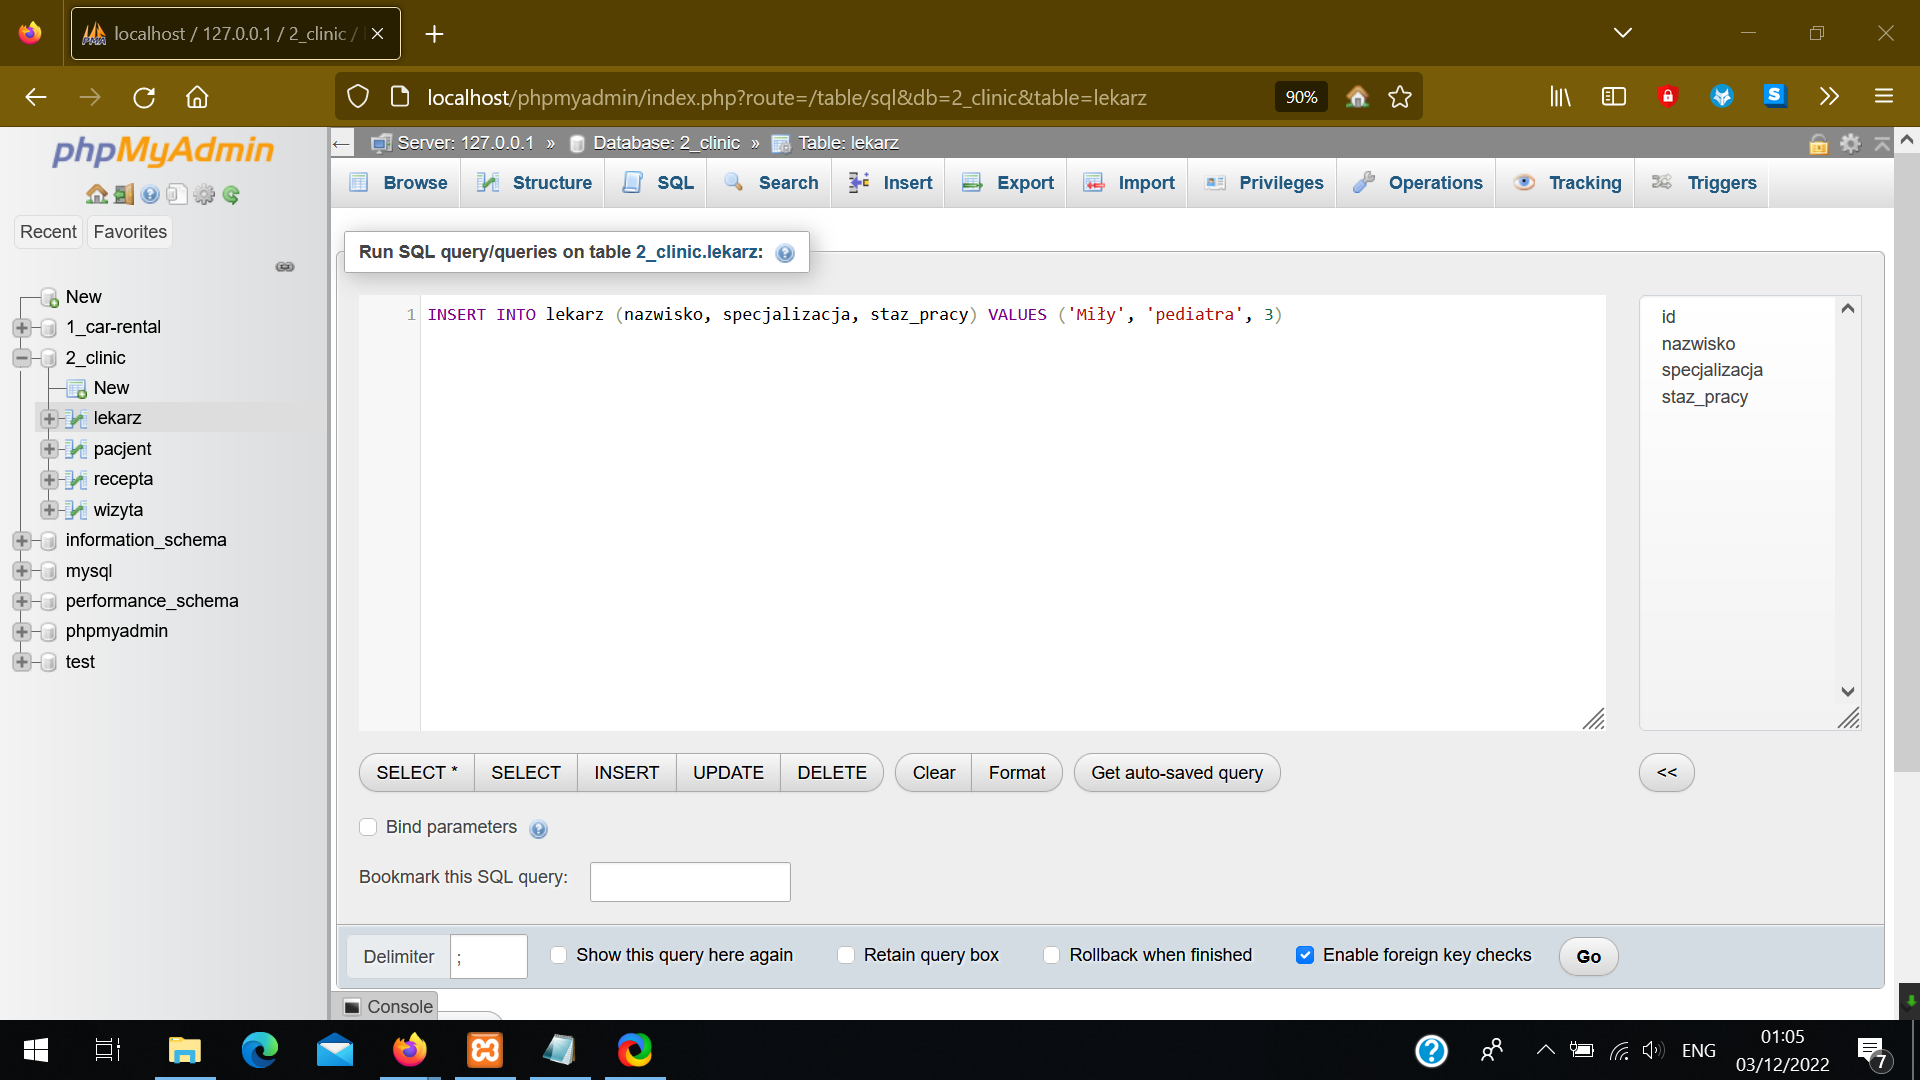 localhost / 127.0.0.1 / 2_clinic /
localhost/phpmyadmin/index.php?route=/table/sql&db=2_clinic&table=lekarz
90%
phpMyAdmin
Recent
Favorites
New
1_car-rental
2_clinic
New
lekarz
pacjent
recepta
wizyta
information_schema
mysql
performance_schema
phpmyadmin
test
Server: 127.0.0.1 » Database: 2_clinic » Table: lekarz
Browse Structure SQL Search Insert Export Import Privileges Operations Tracking Triggers
Run SQL query/queries on table 2_clinic.lekarz:
1 INSERT INTO lekarz (nazwisko, specjalizacja, staz_pracy) VALUES ('Miły', 'pediatra', 3)
id
nazwisko
specjalizacja
staz_pracy
SELECT * SELECT INSERT UPDATE DELETE Clear Format Get auto-saved query <<
Bind parameters
Bookmark this SQL query:
Delimiter ; Show this query here again Retain query box Rollback when finished Enable foreign key checks Go
Console
ENG
01:05
03/12/2022
7